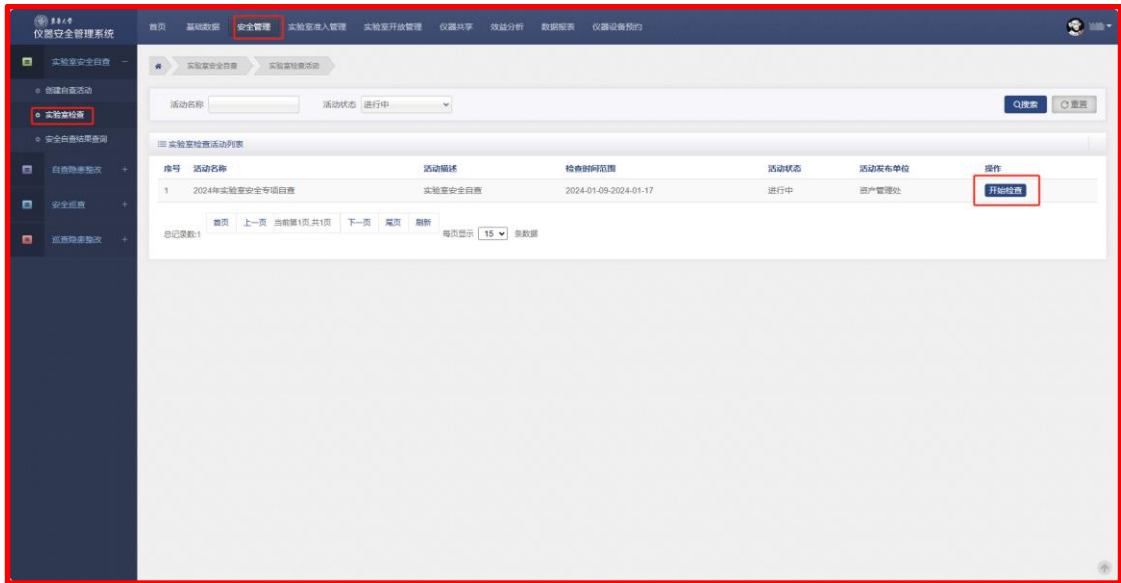 仪器安全管理系统
首页 基础数据 安全管理 实验室准入管理 实验室开放管理 仪器共享 效益分析 数据报表 仪器设备预约
实验室安全自查
创建自查活动
实验室检查
安全自查结果查询
自查隐患整改
安全巡查
巡查隐患整改
实验室安全自查 实验室检查活动
活动名称 活动状态 进行中 搜索 重置
实验室检查活动列表
序号 活动名称 活动描述 检查时间范围 活动状态 活动发布单位 操作
1 2024年实验室安全专项自查 实验室安全自查 2024-01-09-2024-01-17 进行中 资产管理处 开始检查
首页 上一页 当前第1页,共1页 下一页 尾页 刷新
总记录数:1 每页显示 15 条数据